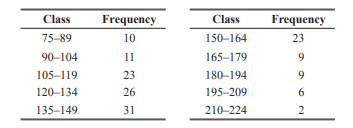 Class Frequency Class Frequency
75–89 10 150–164 23
90–104 11 165–179 9
105–119 23 180–194 9
120–134 26 195–209 6
135–149 31 210–224 2